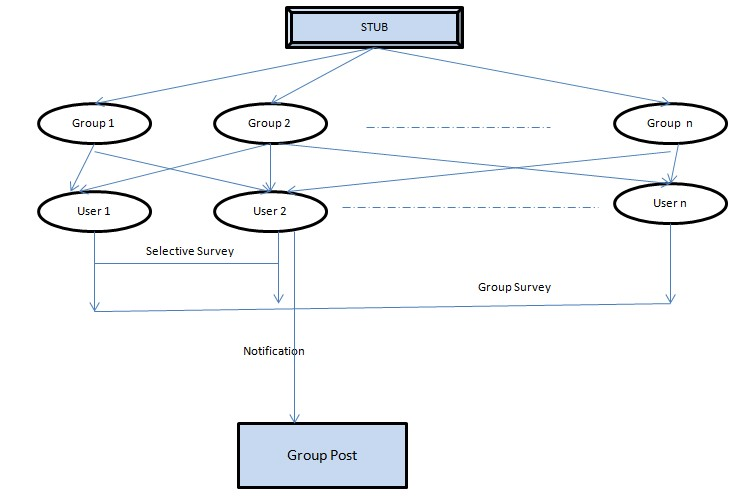 STUB
Group 1
Group 2
Group n
User 1
User 2
User n
Selective Survey
Group Survey
Notification
Group Post